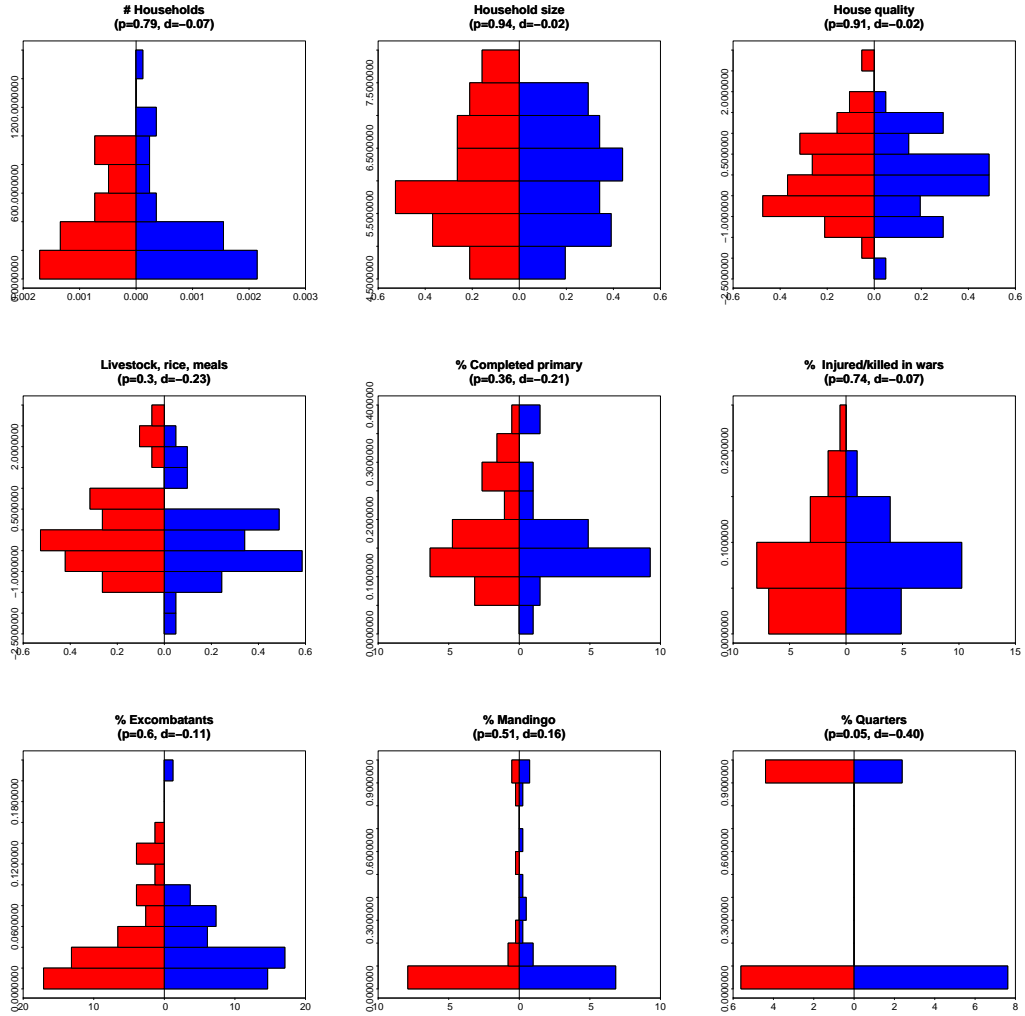 # Households
(p=0.79, d=−0.07)
0.002 0.001 0.000 0.001 0.002 0.003
Household size
(p=0.94, d=−0.02)
7.5000000
6.5000000
5.5000000
4.5000000
0.6 0.4 0.2 0.0 0.2 0.4 0.6
House quality
(p=0.91, d=−0.02)
2.0000000
0.5000000
−1.0000000
−2.5000000
0.6 0.4 0.2 0.0 0.2 0.4 0.6
Livestock, rice, meals
(p=0.3, d=−0.23)
2.0000000
0.5000000
−1.0000000
−2.5000000
0.6 0.4 0.2 0.0 0.2 0.4 0.6
% Completed primary
(p=0.36, d=−0.21)
0.4000000
0.3000000
0.2000000
0.1000000
0.0000000
10 5 0 5 10
% Injured/killed in wars
(p=0.74, d=−0.07)
0.2000000
0.1000000
0.0000000
10 5 0 5 10 15
% Excombatants
(p=0.6, d=−0.11)
0.1800000
0.1200000
0.0600000
0.0000000
20 10 0 10 20
% Mandingo
(p=0.51, d=0.16)
0.9000000
0.6000000
0.3000000
0.0000000
10 5 0 5 10
% Quarters
(p=0.05, d=−0.40)
0.9000000
0.6000000
0.3000000
0.0000000
6 4 2 0 2 4 6 8